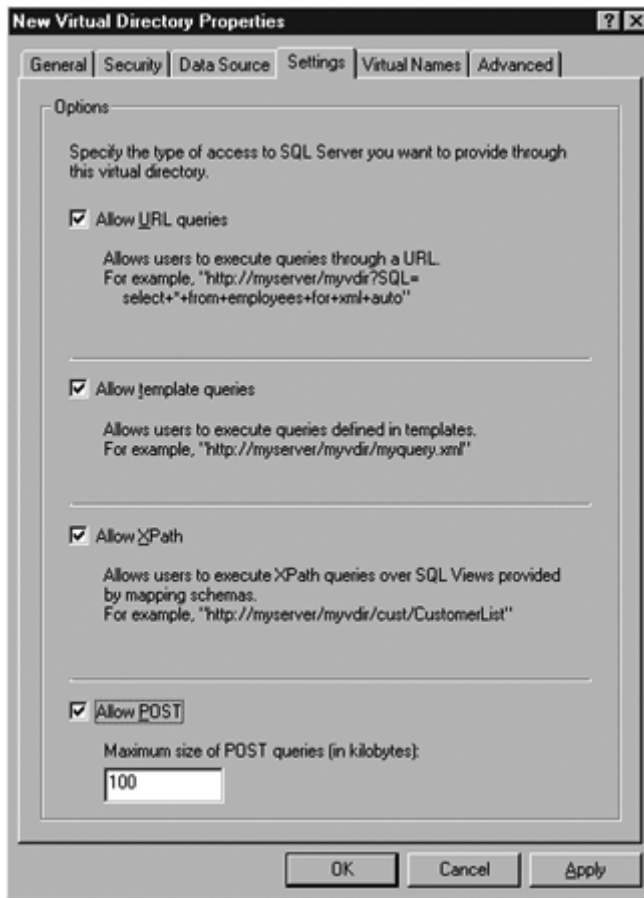 New Virtual Directory Properties
General Security Data Source Settings Virtual Names Advanced
Options
Specify the type of access to SQL Server you want to provide through
this virtual directory.
Allow URL queries
Allows users to execute queries through a URL.
For example, "http://myserver/myvdir?SQL=
select+*+from+employees+for+xml+auto"
Allow template queries
Allows users to execute queries defined in templates.
For example, "http://myserver/myvdir/myquery.xml"
Allow XPath
Allows users to execute XPath queries over SQL Views provided
by mapping schemas.
For example, "http://myserver/myvdir/cust/CustomerList"
Allow POST
Maximum size of POST queries (in kilobytes):
100
OK Cancel Apply